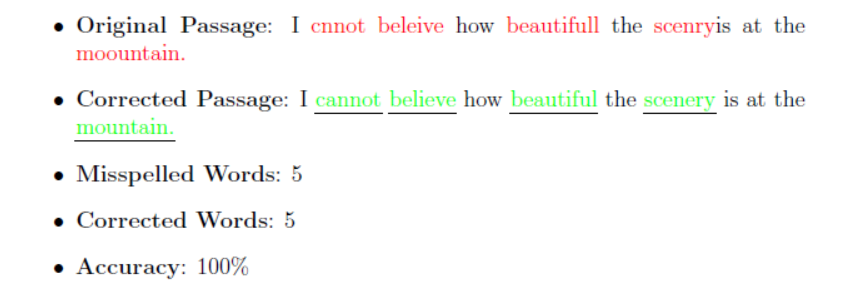 • Original Passage: I cnnot beleive how beautifull the scenryis at the
moountain.
• Corrected Passage: I cannot believe how beautiful the scenery is at the
mountain.
• Misspelled Words: 5
• Corrected Words: 5
• Accuracy: 100%